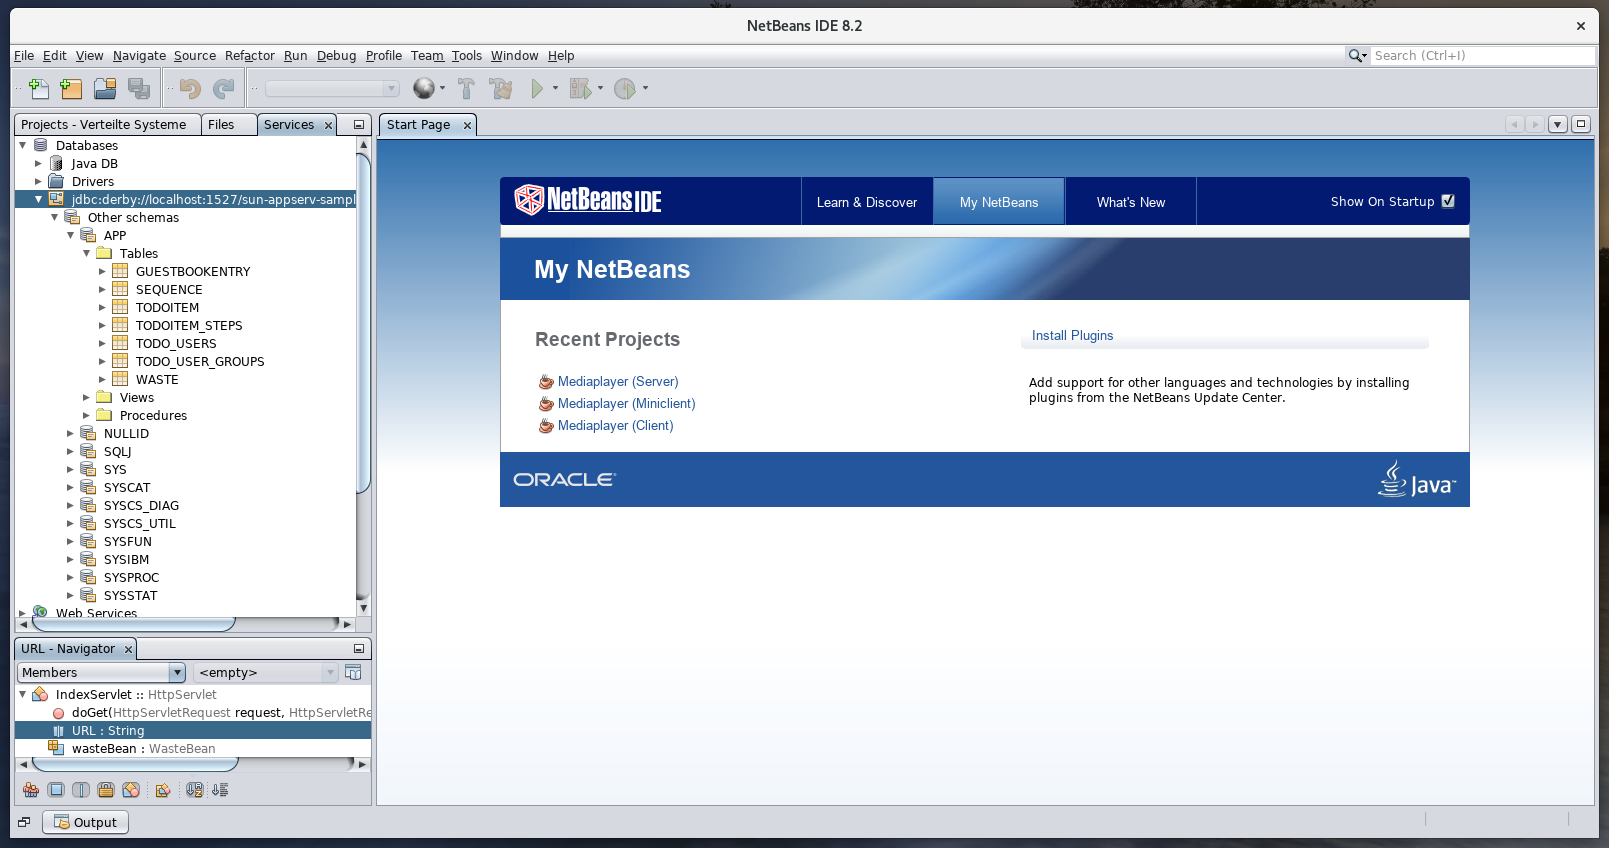 NetBeans IDE 8.2
File Edit View Navigate Source Refactor Run Debug Profile Team Tools Window Help
Search (Ctrl+I)
Projects - Verteilte Systeme Files Services
Start Page
Databases
Java DB
Drivers
jdbc:derby://localhost:1527/sun-appserv-sampl
Other schemas
APP
Tables
GUESTBOOKENTRY
SEQUENCE
TODOITEM
TODOITEM_STEPS
TODO_USERS
TODO_USER_GROUPS
WASTE
Views
Procedures
NULLID
SQLJ
SYS
SYSCAT
SYSCS_DIAG
SYSCS_UTIL
SYSFUN
SYSIBM
SYSPROC
SYSSTAT
Web Services
URL - Navigator
Members <empty>
IndexServlet :: HttpServlet
doGet(HttpServletRequest request, HttpServletRe
URL : String
wasteBean : WasteBean
Output
NetBeans IDE
Learn & Discover My NetBeans What's New Show On Startup
My NetBeans
Recent Projects
Mediaplayer (Server)
Mediaplayer (Miniclient)
Mediaplayer (Client)
Install Plugins
Add support for other languages and technologies by installing
plugins from the NetBeans Update Center.
ORACLE
Java